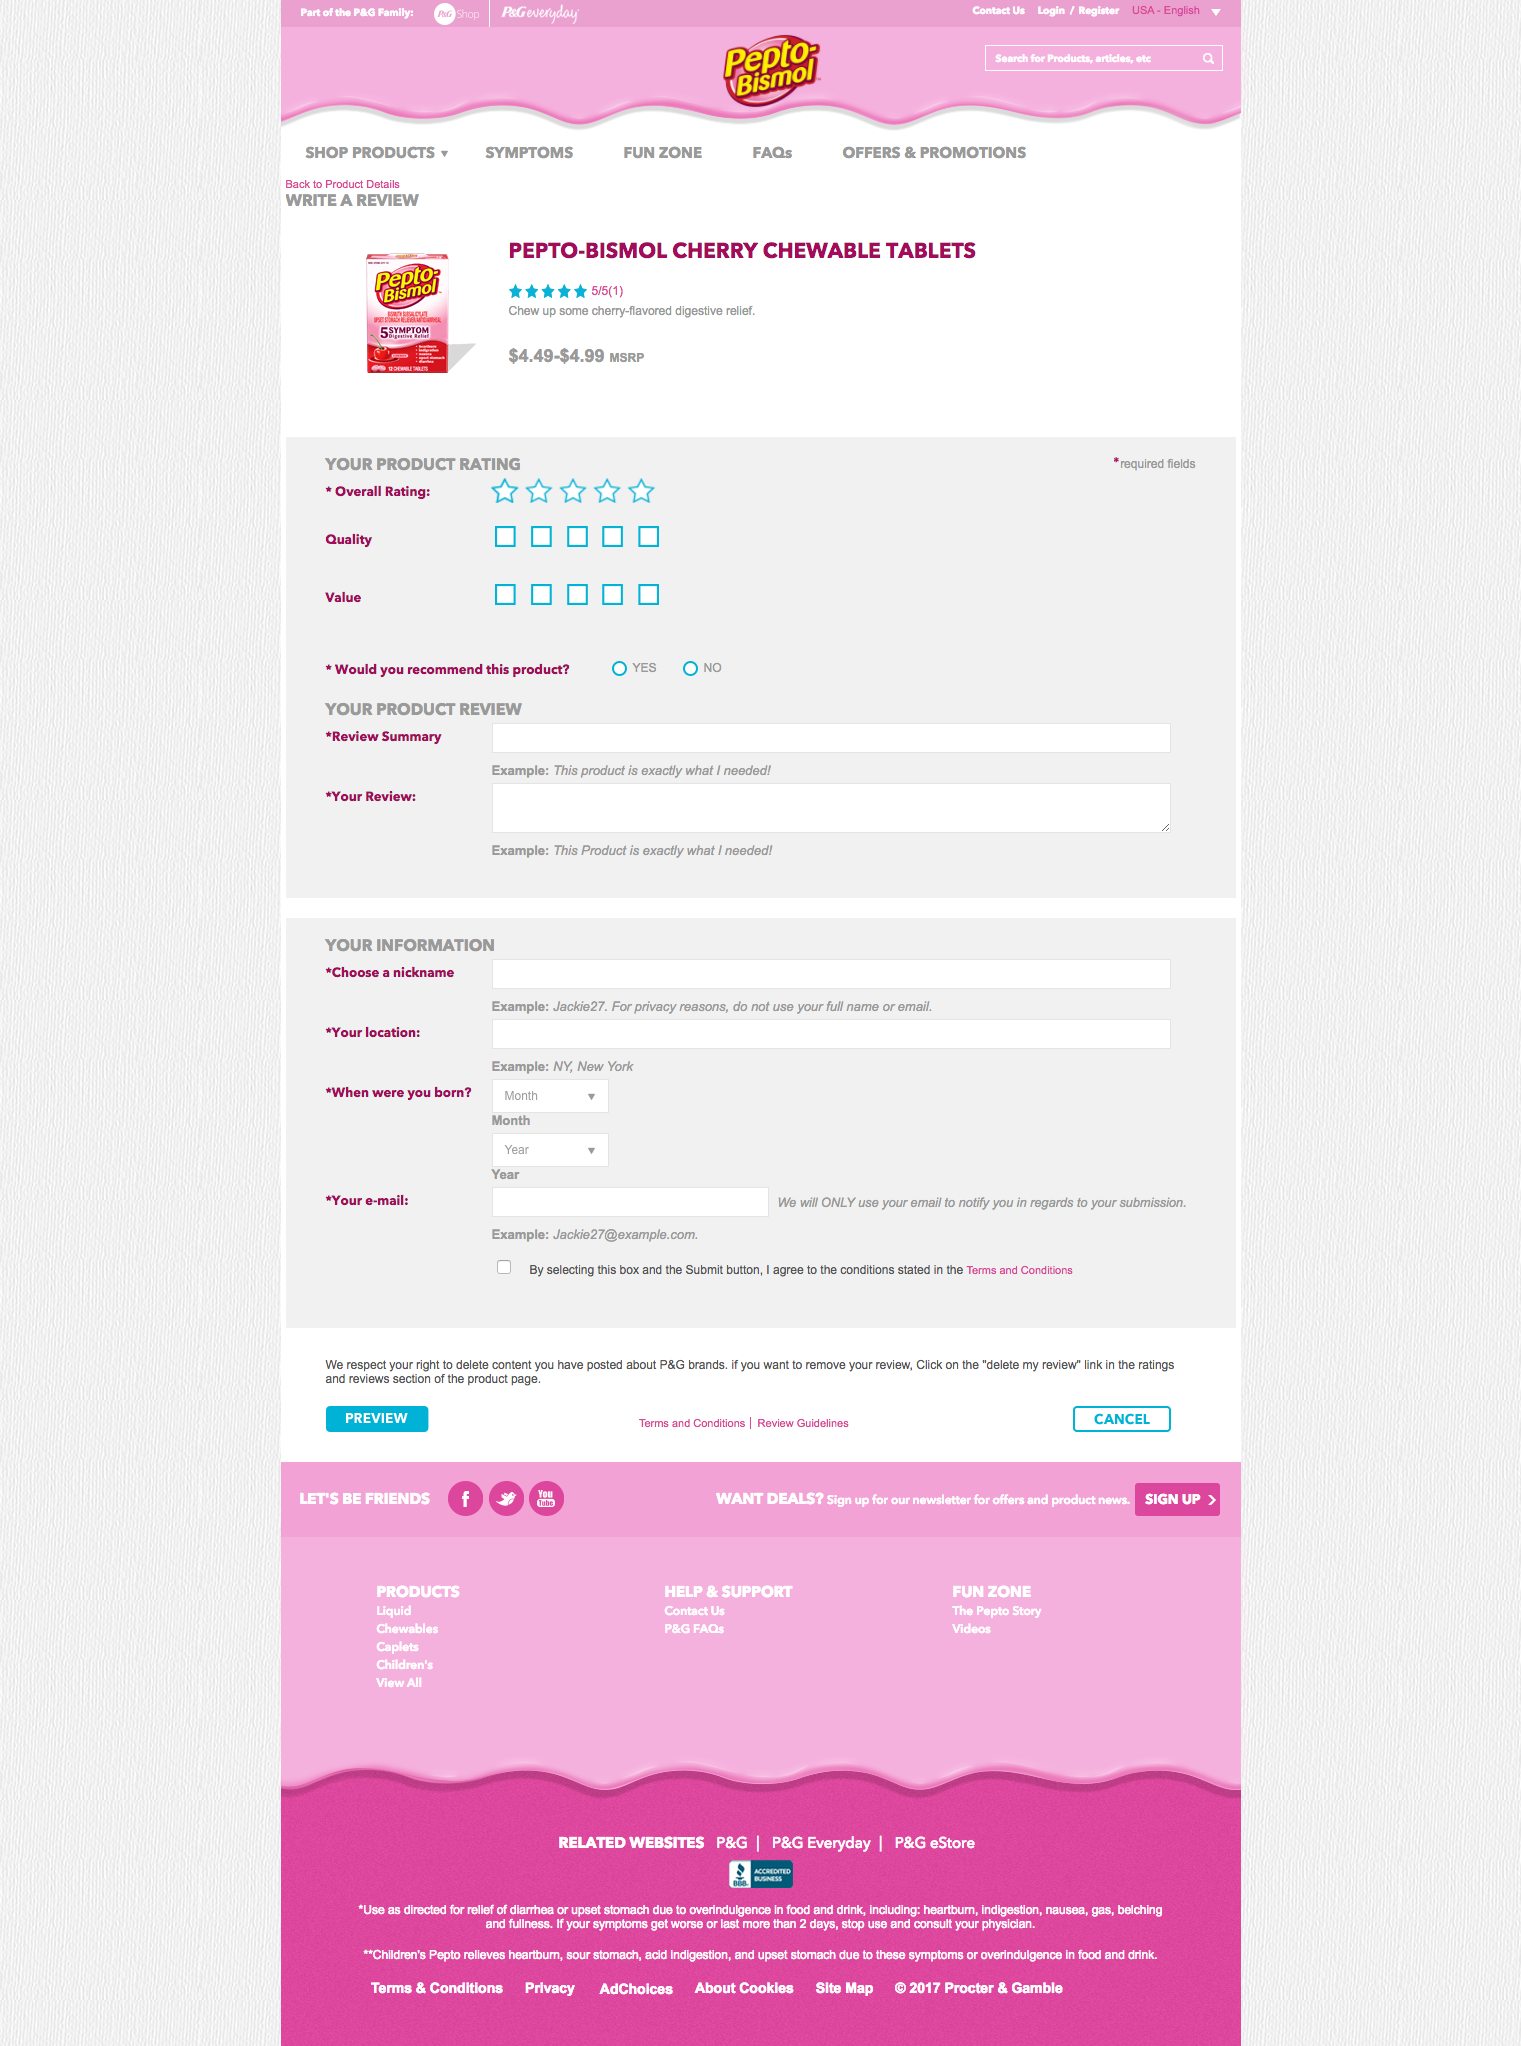 Part of the P&G Family:
P&G Shop
P&G everyday
Contact Us
Login / Register
USA - English
Pepto-
Bismol
Search for Products, articles, etc
SHOP PRODUCTS
SYMPTOMS
FUN ZONE
FAQs
OFFERS & PROMOTIONS
Back to Product Details
WRITE A REVIEW
Pepto-
Bismol
BISMUTH SUBSALICYLATE
5 SYMPTOM
Digestive Relief
12 CHEWABLE TABLETS
PEPTO-BISMOL CHERRY CHEWABLE TABLETS
5/5(1)
Chew up some cherry-flavored digestive relief.
$4.49-$4.99 MSRP
YOUR PRODUCT RATING
*required fields
* Overall Rating:
Quality
Value
* Would you recommend this product?
YES
NO
YOUR PRODUCT REVIEW
*Review Summary
Example: This product is exactly what I needed!
*Your Review:
Example: This Product is exactly what I needed!
YOUR INFORMATION
*Choose a nickname
Example: Jackie27. For privacy reasons, do not use your full name or email.
*Your location:
Example: NY, New York
*When were you born?
Month
Month
Year
Year
*Your e-mail:
We will ONLY use your email to notify you in regards to your submission.
Example: Jackie27@example.com.
By selecting this box and the Submit button, I agree to the conditions stated in the Terms and Conditions
We respect your right to delete content you have posted about P&G brands. if you want to remove your review, Click on the "delete my review" link in the ratings
and reviews section of the product page.
PREVIEW
Terms and Conditions | Review Guidelines
CANCEL
LET'S BE FRIENDS
You
Tube
WANT DEALS? Sign up for our newsletter for offers and product news.
SIGN UP
PRODUCTS
Liquid
Chewables
Caplets
Children's
View All
HELP & SUPPORT
Contact Us
P&G FAQs
FUN ZONE
The Pepto Story
Videos
RELATED WEBSITES P&G | P&G Everyday | P&G eStore
BBB
ACCREDITED
BUSINESS
*Use as directed for relief of diarrhea or upset stomach due to overindulgence in food and drink, including: heartburn, indigestion, nausea, gas, belching
and fullness. If your symptoms get worse or last more than 2 days, stop use and consult your physician.
**Children's Pepto relieves heartburn, sour stomach, acid indigestion, and upset stomach due to these symptoms or overindulgence in food and drink.
Terms & Conditions
Privacy
AdChoices
About Cookies
Site Map
© 2017 Procter & Gamble